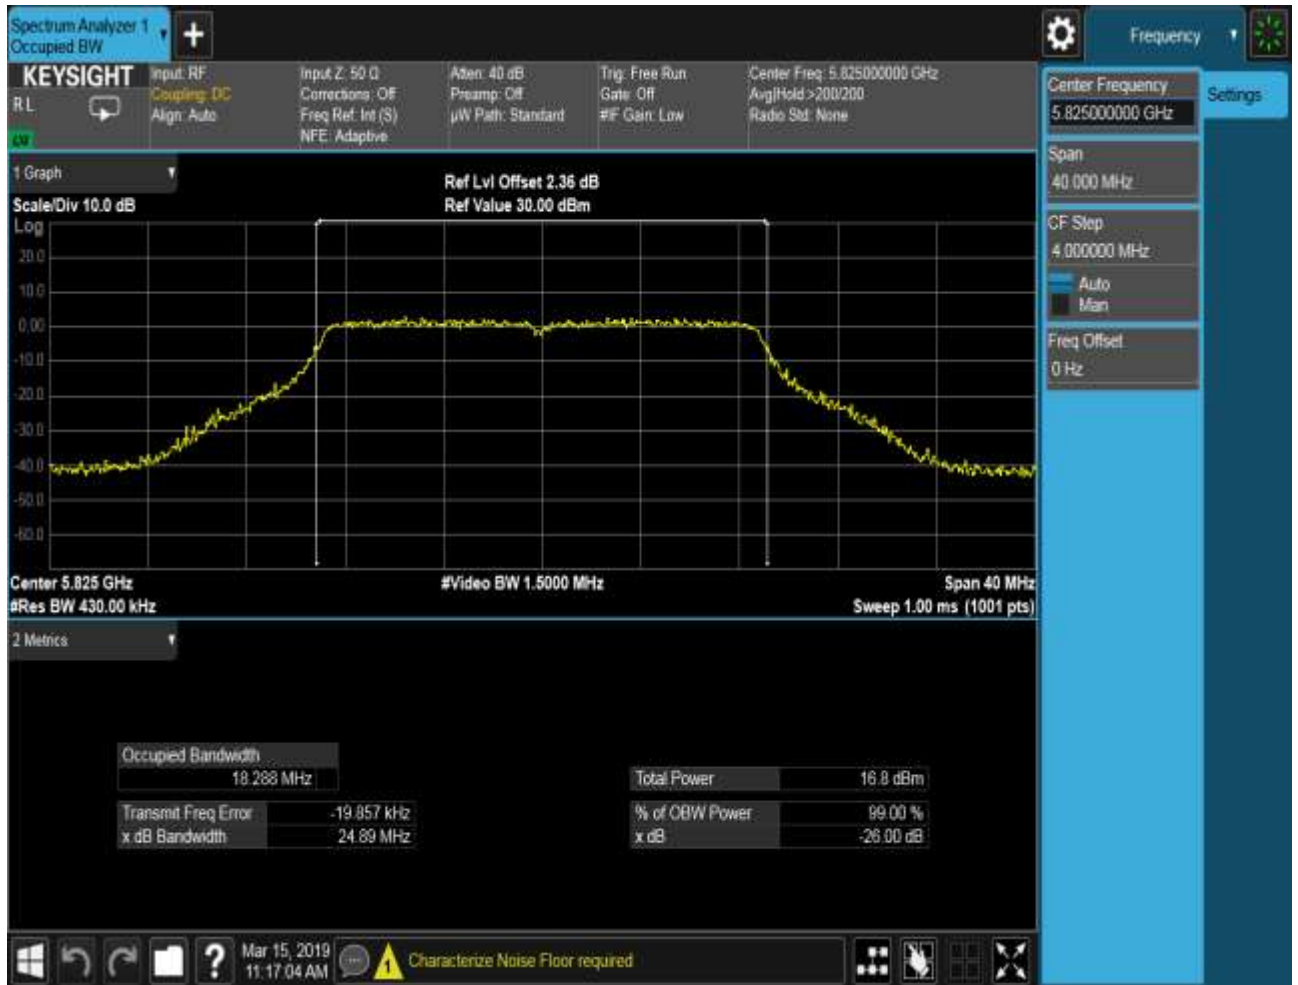 Spectrum Analyzer 1
Occupied BW
Frequency
KEYSIGHT
R L
Input: RF
Coupling: DC
Align: Auto
Input Z: 50 Ω
Corrections: Off
Freq Ref: Int (S)
NFE: Adaptive
Atten: 40 dB
Preamp: Off
µW Path: Standard
Trig: Free Run
Gate: Off
#IF Gain: Low
Center Freq: 5.825000000 GHz
Avg|Hold:>200/200
Radio Std: None
Center Frequency
5.825000000 GHz
Settings
Span
40.000 MHz
CF Step
4.000000 MHz
Auto
Man
Freq Offset
0 Hz
1 Graph
Scale/Div 10.0 dB
Ref Lvl Offset 2.36 dB
Ref Value 30.00 dBm
Log
20.0
10.0
0.00
-10.0
-20.0
-30.0
-40.0
-50.0
-60.0
Center 5.825 GHz
#Video BW 1.5000 MHz
Span 40 MHz
#Res BW 430.00 kHz
Sweep 1.00 ms (1001 pts)
2 Metrics
Occupied Bandwidth
18.288 MHz
Total Power 16.8 dBm
Transmit Freq Error -19.857 kHz
% of OBW Power 99.00 %
x dB Bandwidth 24.89 MHz
x dB -26.00 dB
?
Mar 15, 2019
11:17:04 AM
1
Characterize Noise Floor required